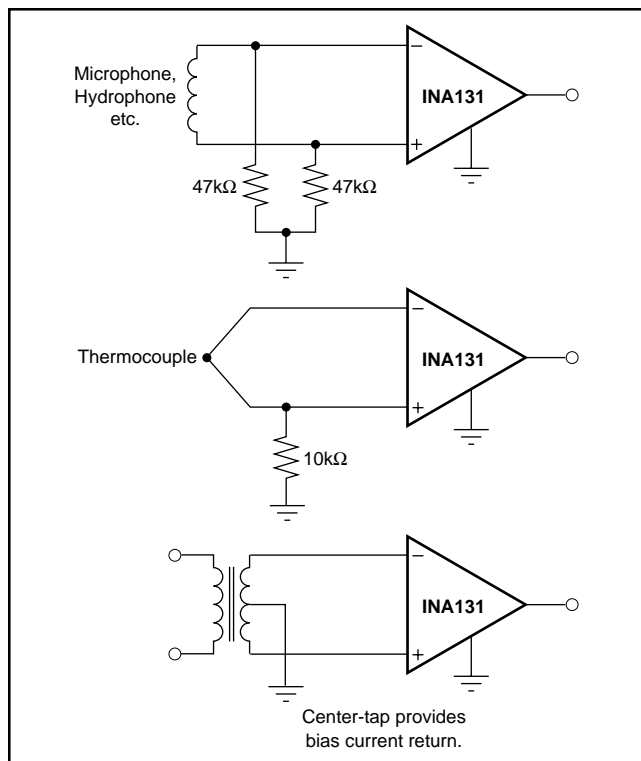 Microphone,
Hydrophone
etc.
−
INA131
+
47kΩ
47kΩ
Thermocouple
−
INA131
+
10kΩ
−
INA131
+
Center-tap provides
bias current return.